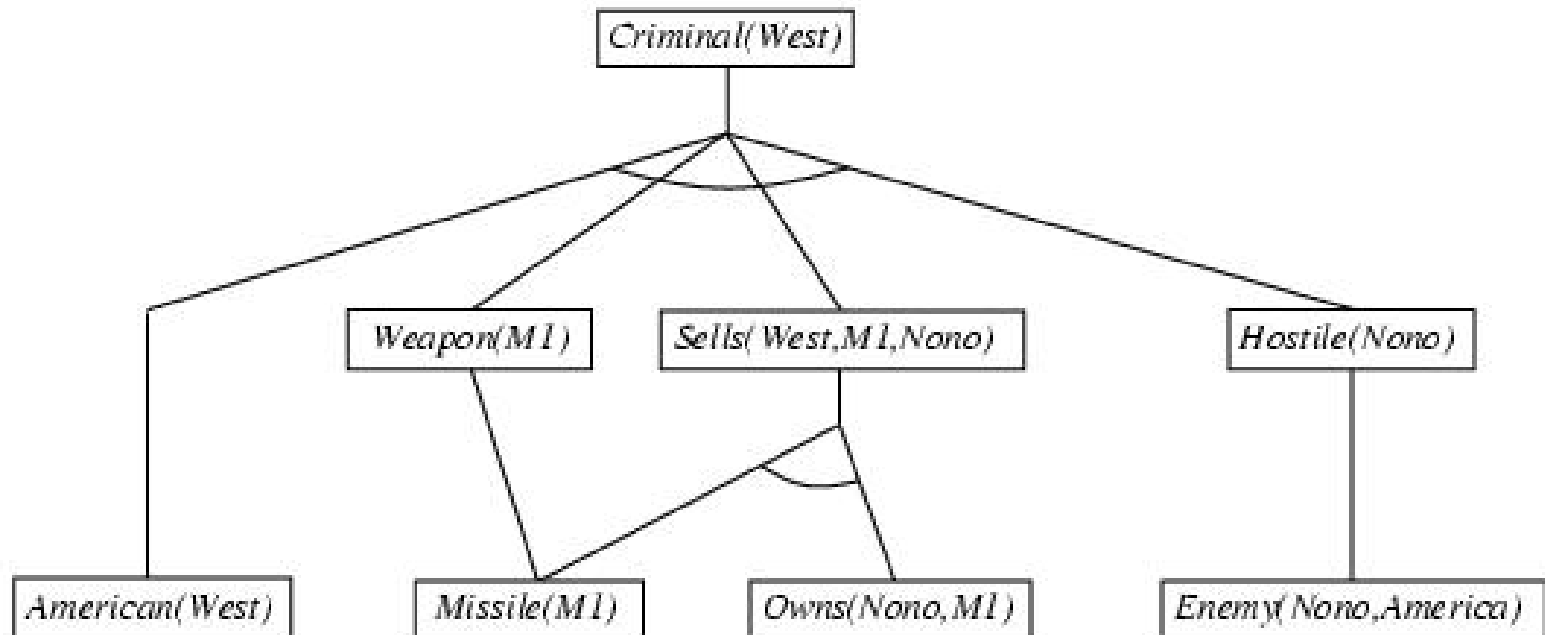 Criminal(West)
Weapon(M1)
Sells(West,M1,Nono)
Hostile(Nono)
American(West)
Missile(M1)
Owns(Nono,M1)
Enemy(Nono,America)